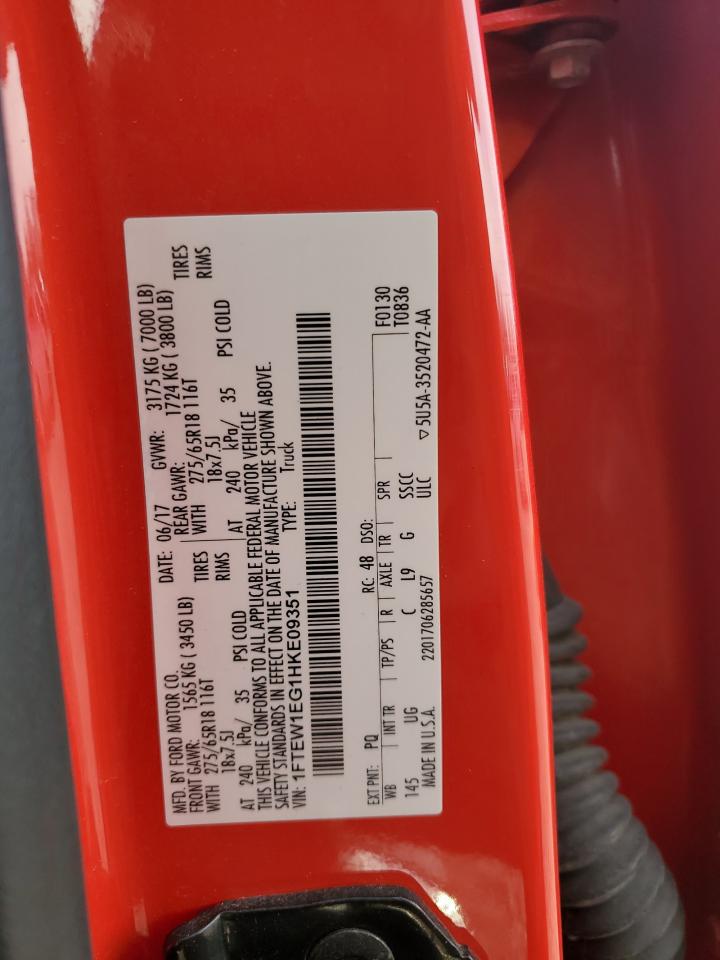 MFD. BY FORD MOTOR CO. DATE: 06/17 GVWR: 3175 KG ( 7000 LB)
FRONT GAWR: 1565 KG ( 3450 LB) REAR GAWR: 1724 KG ( 3800 LB)
WITH 275/65R18 116T TIRES WITH 275/65R18 116T TIRES
18x7.5J RIMS 18x7.5J RIMS
AT 240 kPa/ 35 PSI COLD AT 240 kPa/ 35 PSI COLD
THIS VEHICLE CONFORMS TO ALL APPLICABLE FEDERAL MOTOR VEHICLE
SAFETY STANDARDS IN EFFECT ON THE DATE OF MANUFACTURE SHOWN ABOVE.
VIN: 1FTEW1EG1HKE09351 TYPE: Truck
EXT PNT: PQ RC: 48 DSO: F0130
WB INT TR TP/PS R AXLE TR SPR T0836
145 UG C L9 G SSCC
MADE IN U.S.A. 2201706285657 ULC ▽5U5A-3520472-AA